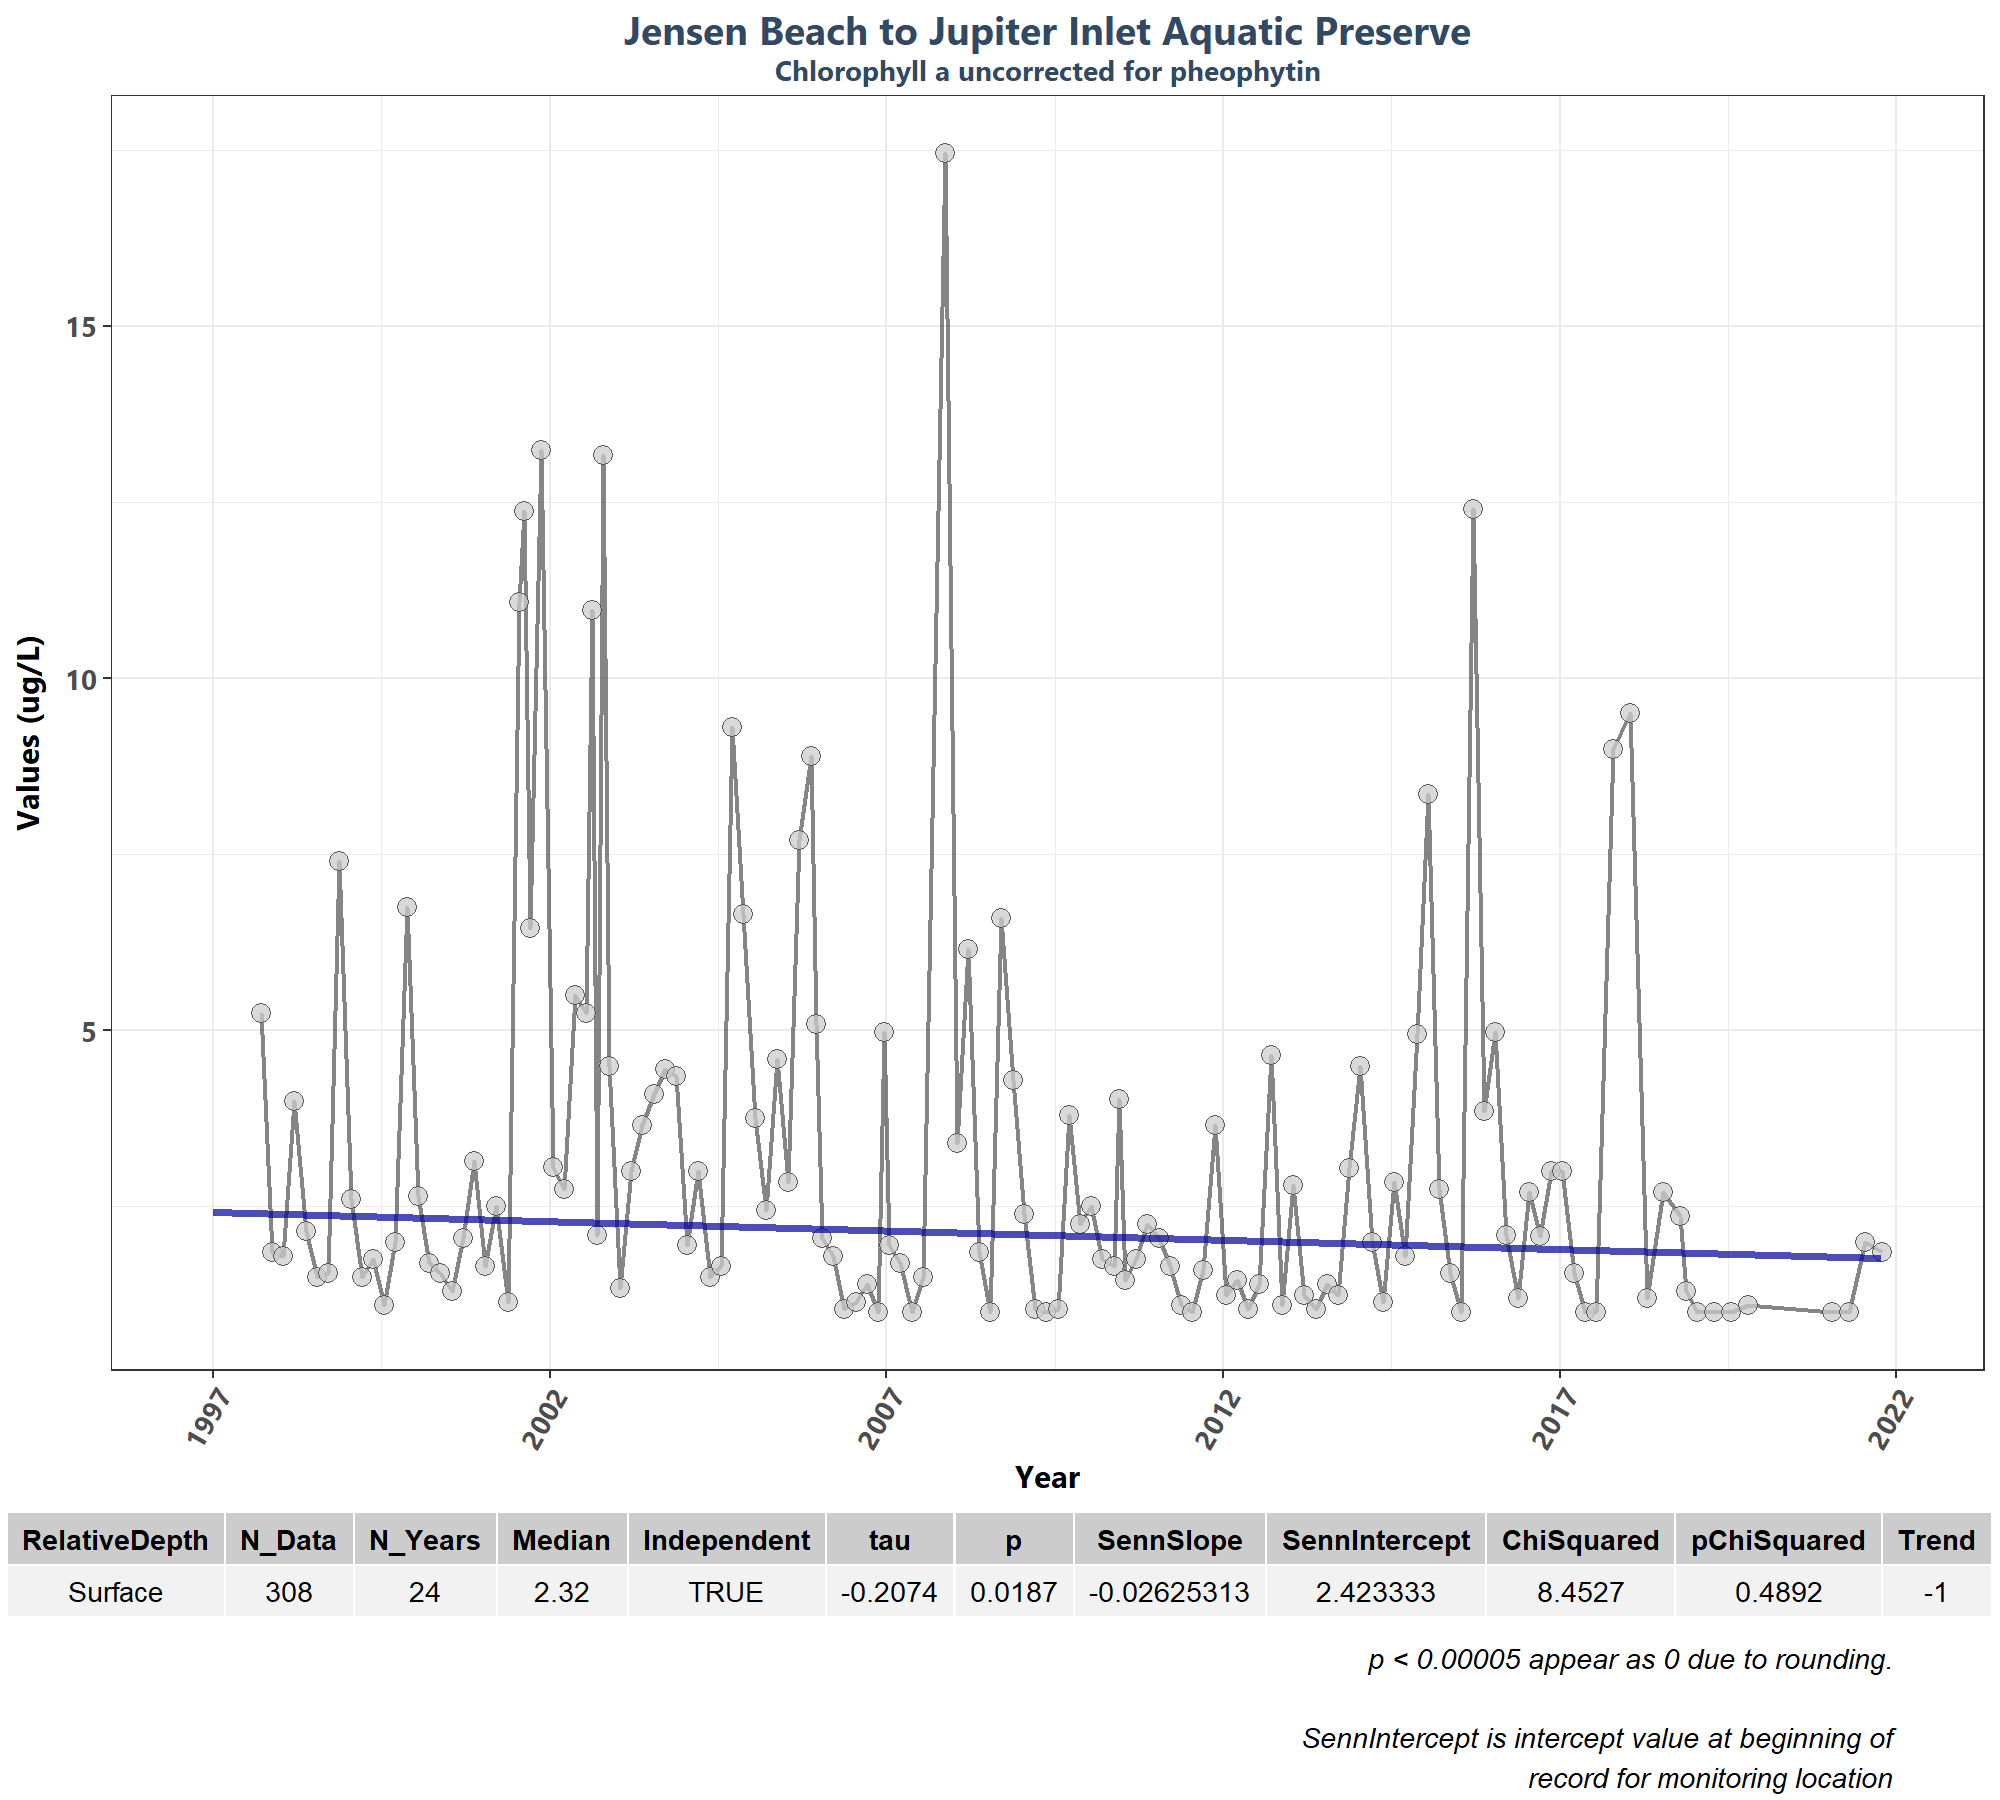 Jensen Beach to Jupiter Inlet Aquatic Preserve
Chlorophyll a uncorrected for pheophytin
Values (ug/L)
15
10
5
1997 2002 2007 2012 2017 2022
Year
RelativeDepth N_Data N_Years Median Independent tau p SennSlope SennIntercept ChiSquared pChiSquared Trend
Surface 308 24 2.32 TRUE -0.2074 0.0187 -0.02625313 2.423333 8.4527 0.4892 -1
p < 0.00005 appear as 0 due to rounding.
SennIntercept is intercept value at beginning of
record for monitoring location